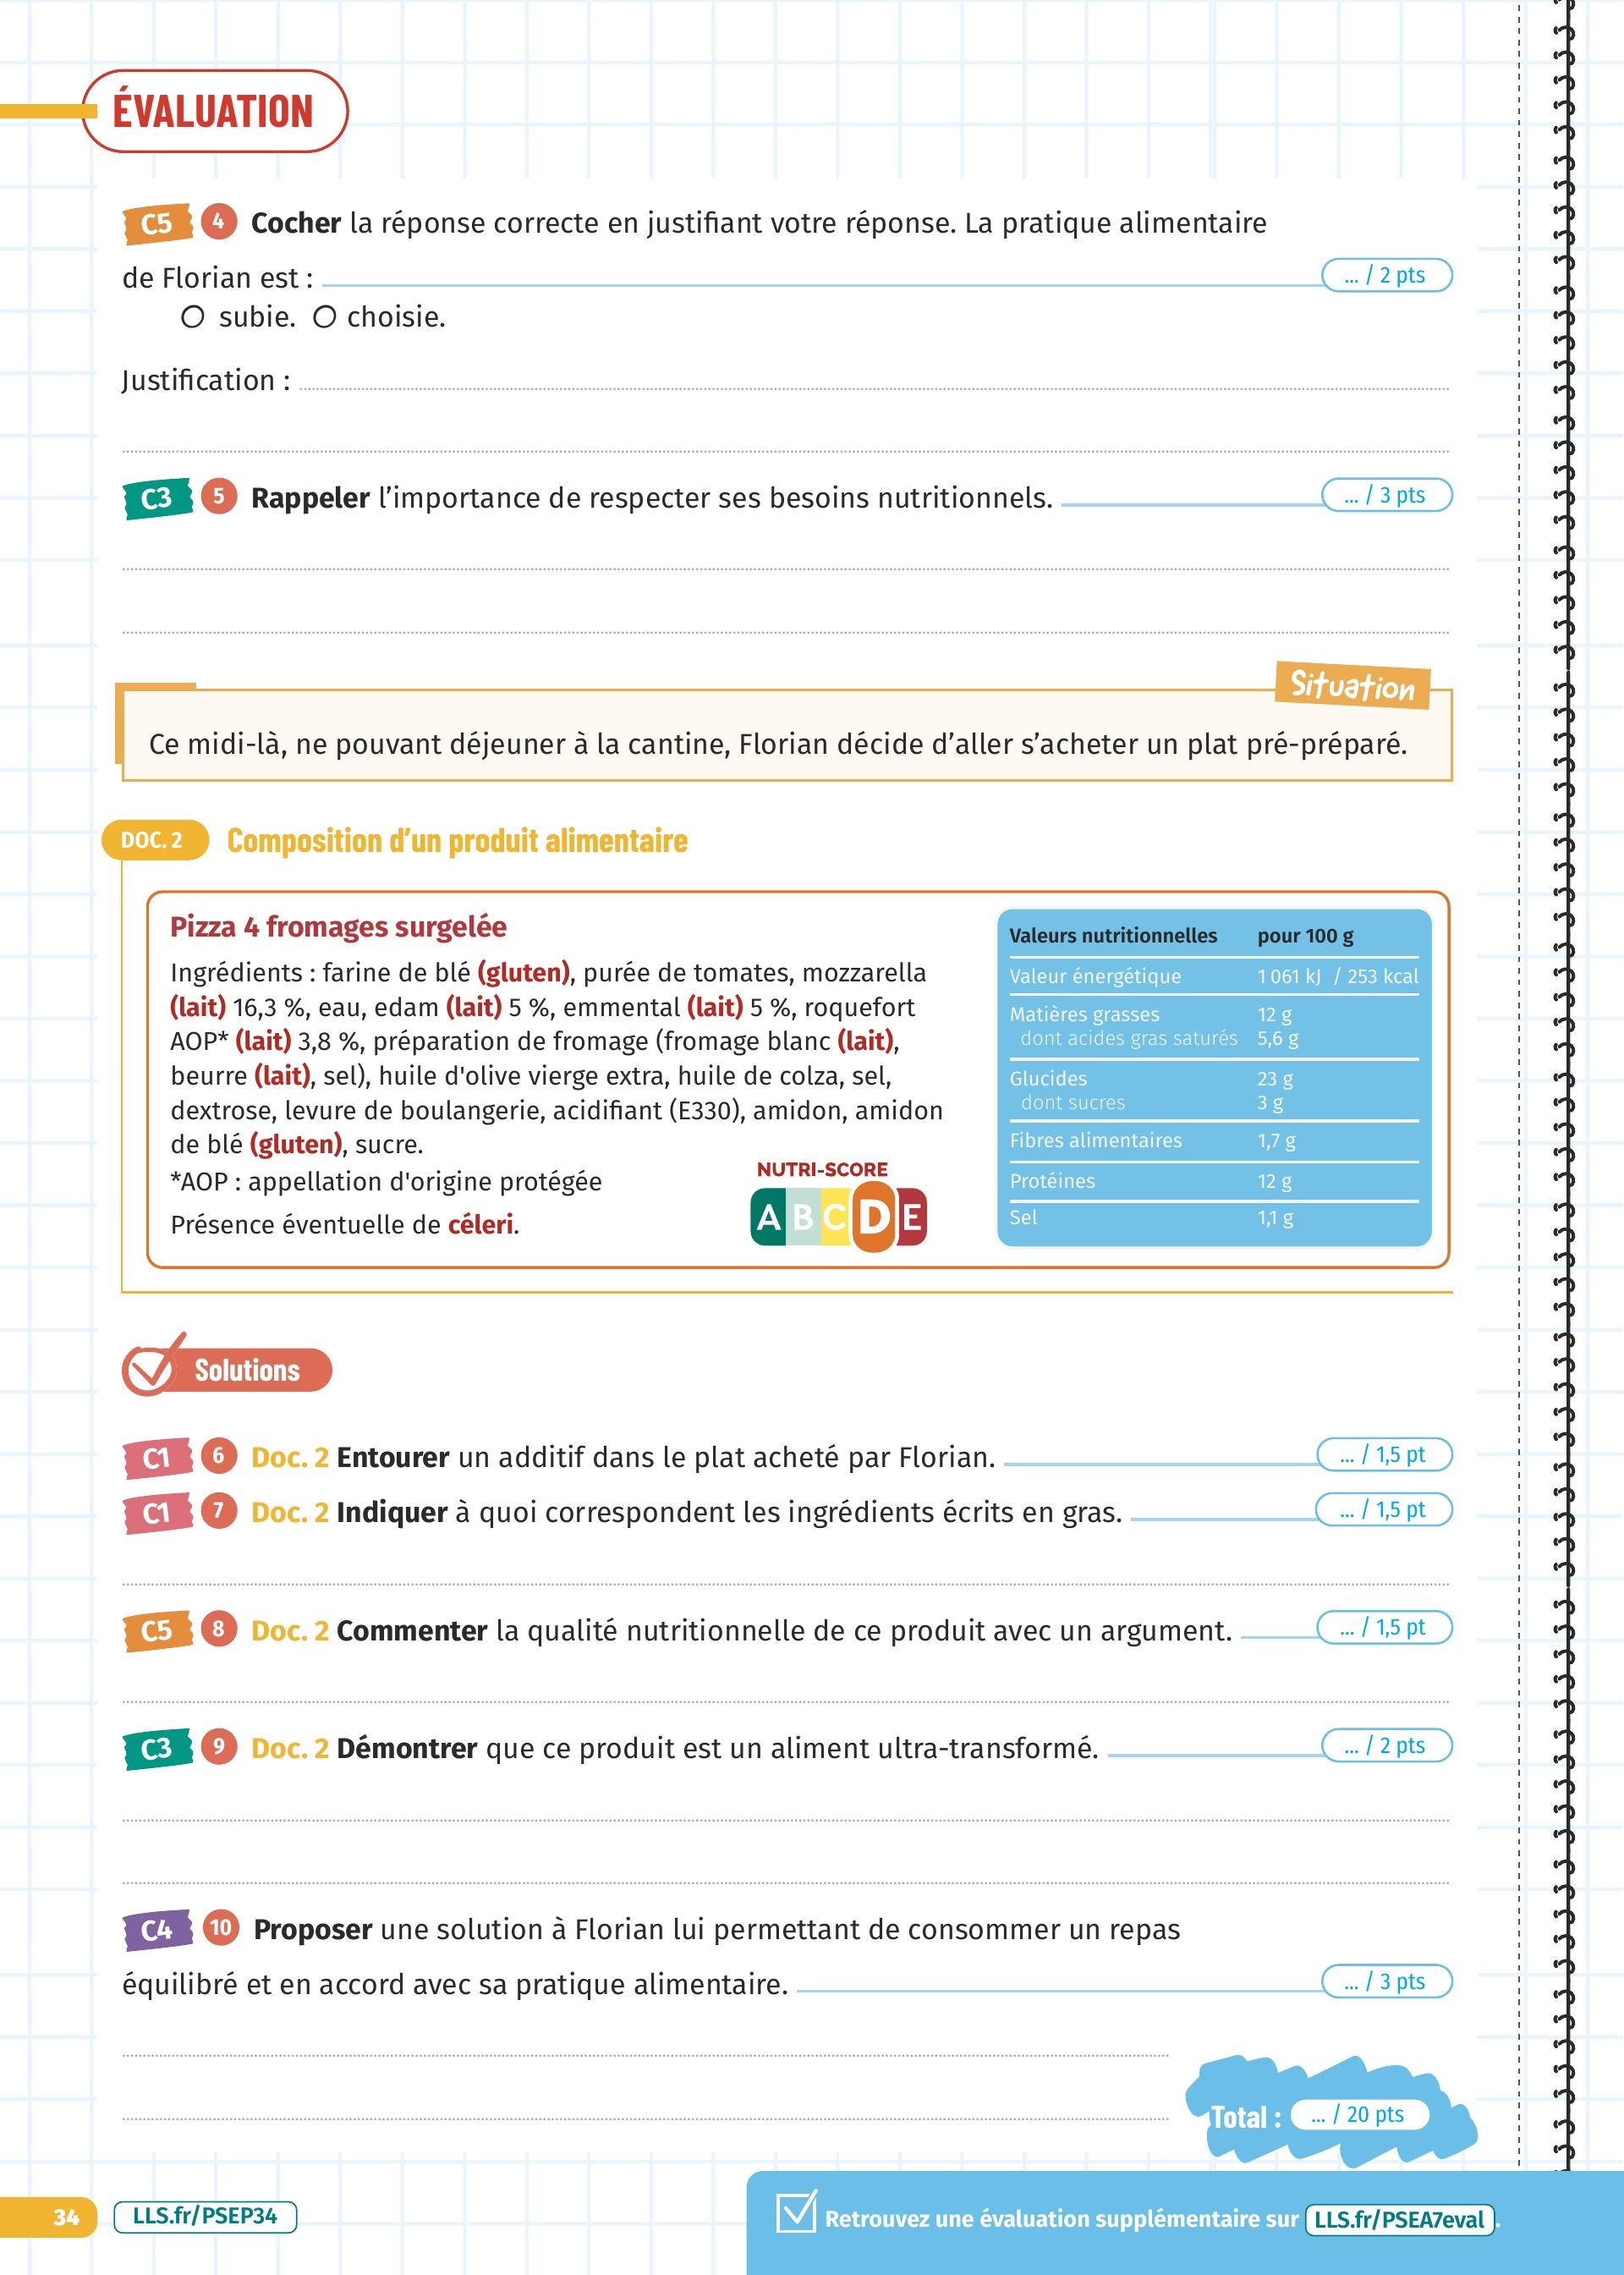 ÉVALUATION
C5 4 Cocher la réponse correcte en justifiant votre réponse. La pratique alimentaire
de Florian est : ... / 2 pts
subie. choisie.
Justification :
C3 5 Rappeler l'importance de respecter ses besoins nutritionnels. ... / 3 pts
Situation
Ce midi-là, ne pouvant déjeuner à la cantine, Florian décide d'aller s'acheter un plat pré-préparé.
DOC. 2 Composition d'un produit alimentaire
Pizza 4 fromages surgelée
Ingrédients : farine de blé (gluten), purée de tomates, mozzarella
(lait) 16,3 %, eau, edam (lait) 5 %, emmental (lait) 5 %, roquefort
AOP* (lait) 3,8 %, préparation de fromage (fromage blanc (lait),
beurre (lait), sel), huile d'olive vierge extra, huile de colza, sel,
dextrose, levure de boulangerie, acidifiant (E330), amidon, amidon
de blé (gluten), sucre.
*AOP : appellation d'origine protégée
Présence éventuelle de céleri.
NUTRI-SCORE
A B C D E
Valeurs nutritionnelles pour 100 g
Valeur énergétique 1 061 kJ / 253 kcal
Matières grasses 12 g
dont acides gras saturés 5,6 g
Glucides 23 g
dont sucres 3 g
Fibres alimentaires 1,7 g
Protéines 12 g
Sel 1,1 g
Solutions
C1 6 Doc. 2 Entourer un additif dans le plat acheté par Florian. ... / 1,5 pt
C1 7 Doc. 2 Indiquer à quoi correspondent les ingrédients écrits en gras. ... / 1,5 pt
C5 8 Doc. 2 Commenter la qualité nutritionnelle de ce produit avec un argument. ... / 1,5 pt
C3 9 Doc. 2 Démontrer que ce produit est un aliment ultra-transformé. ... / 2 pts
C4 10 Proposer une solution à Florian lui permettant de consommer un repas
équilibré et en accord avec sa pratique alimentaire. ... / 3 pts
Total : ... / 20 pts
34 LLS.fr/PSEP34
Retrouvez une évaluation supplémentaire sur LLS.fr/PSEA7eval.